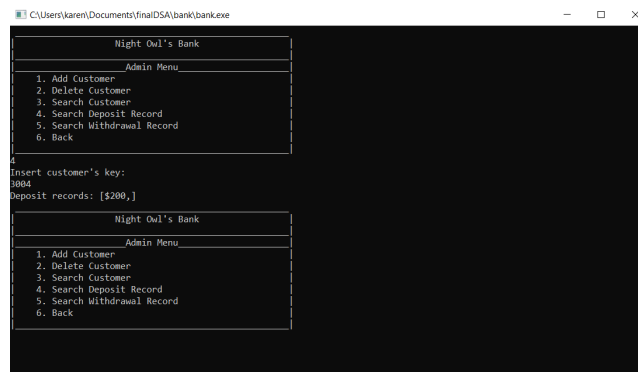 C:\Users\karen\Documents\finalDSA\bank\bank.exe
Night Owl's Bank
Admin Menu
1. Add Customer
2. Delete Customer
3. Search Customer
4. Search Deposit Record
5. Search Withdrawal Record
6. Back
4
Insert customer's key:
3004
Deposit records: [$200,]
Night Owl's Bank
Admin Menu
1. Add Customer
2. Delete Customer
3. Search Customer
4. Search Deposit Record
5. Search Withdrawal Record
6. Back